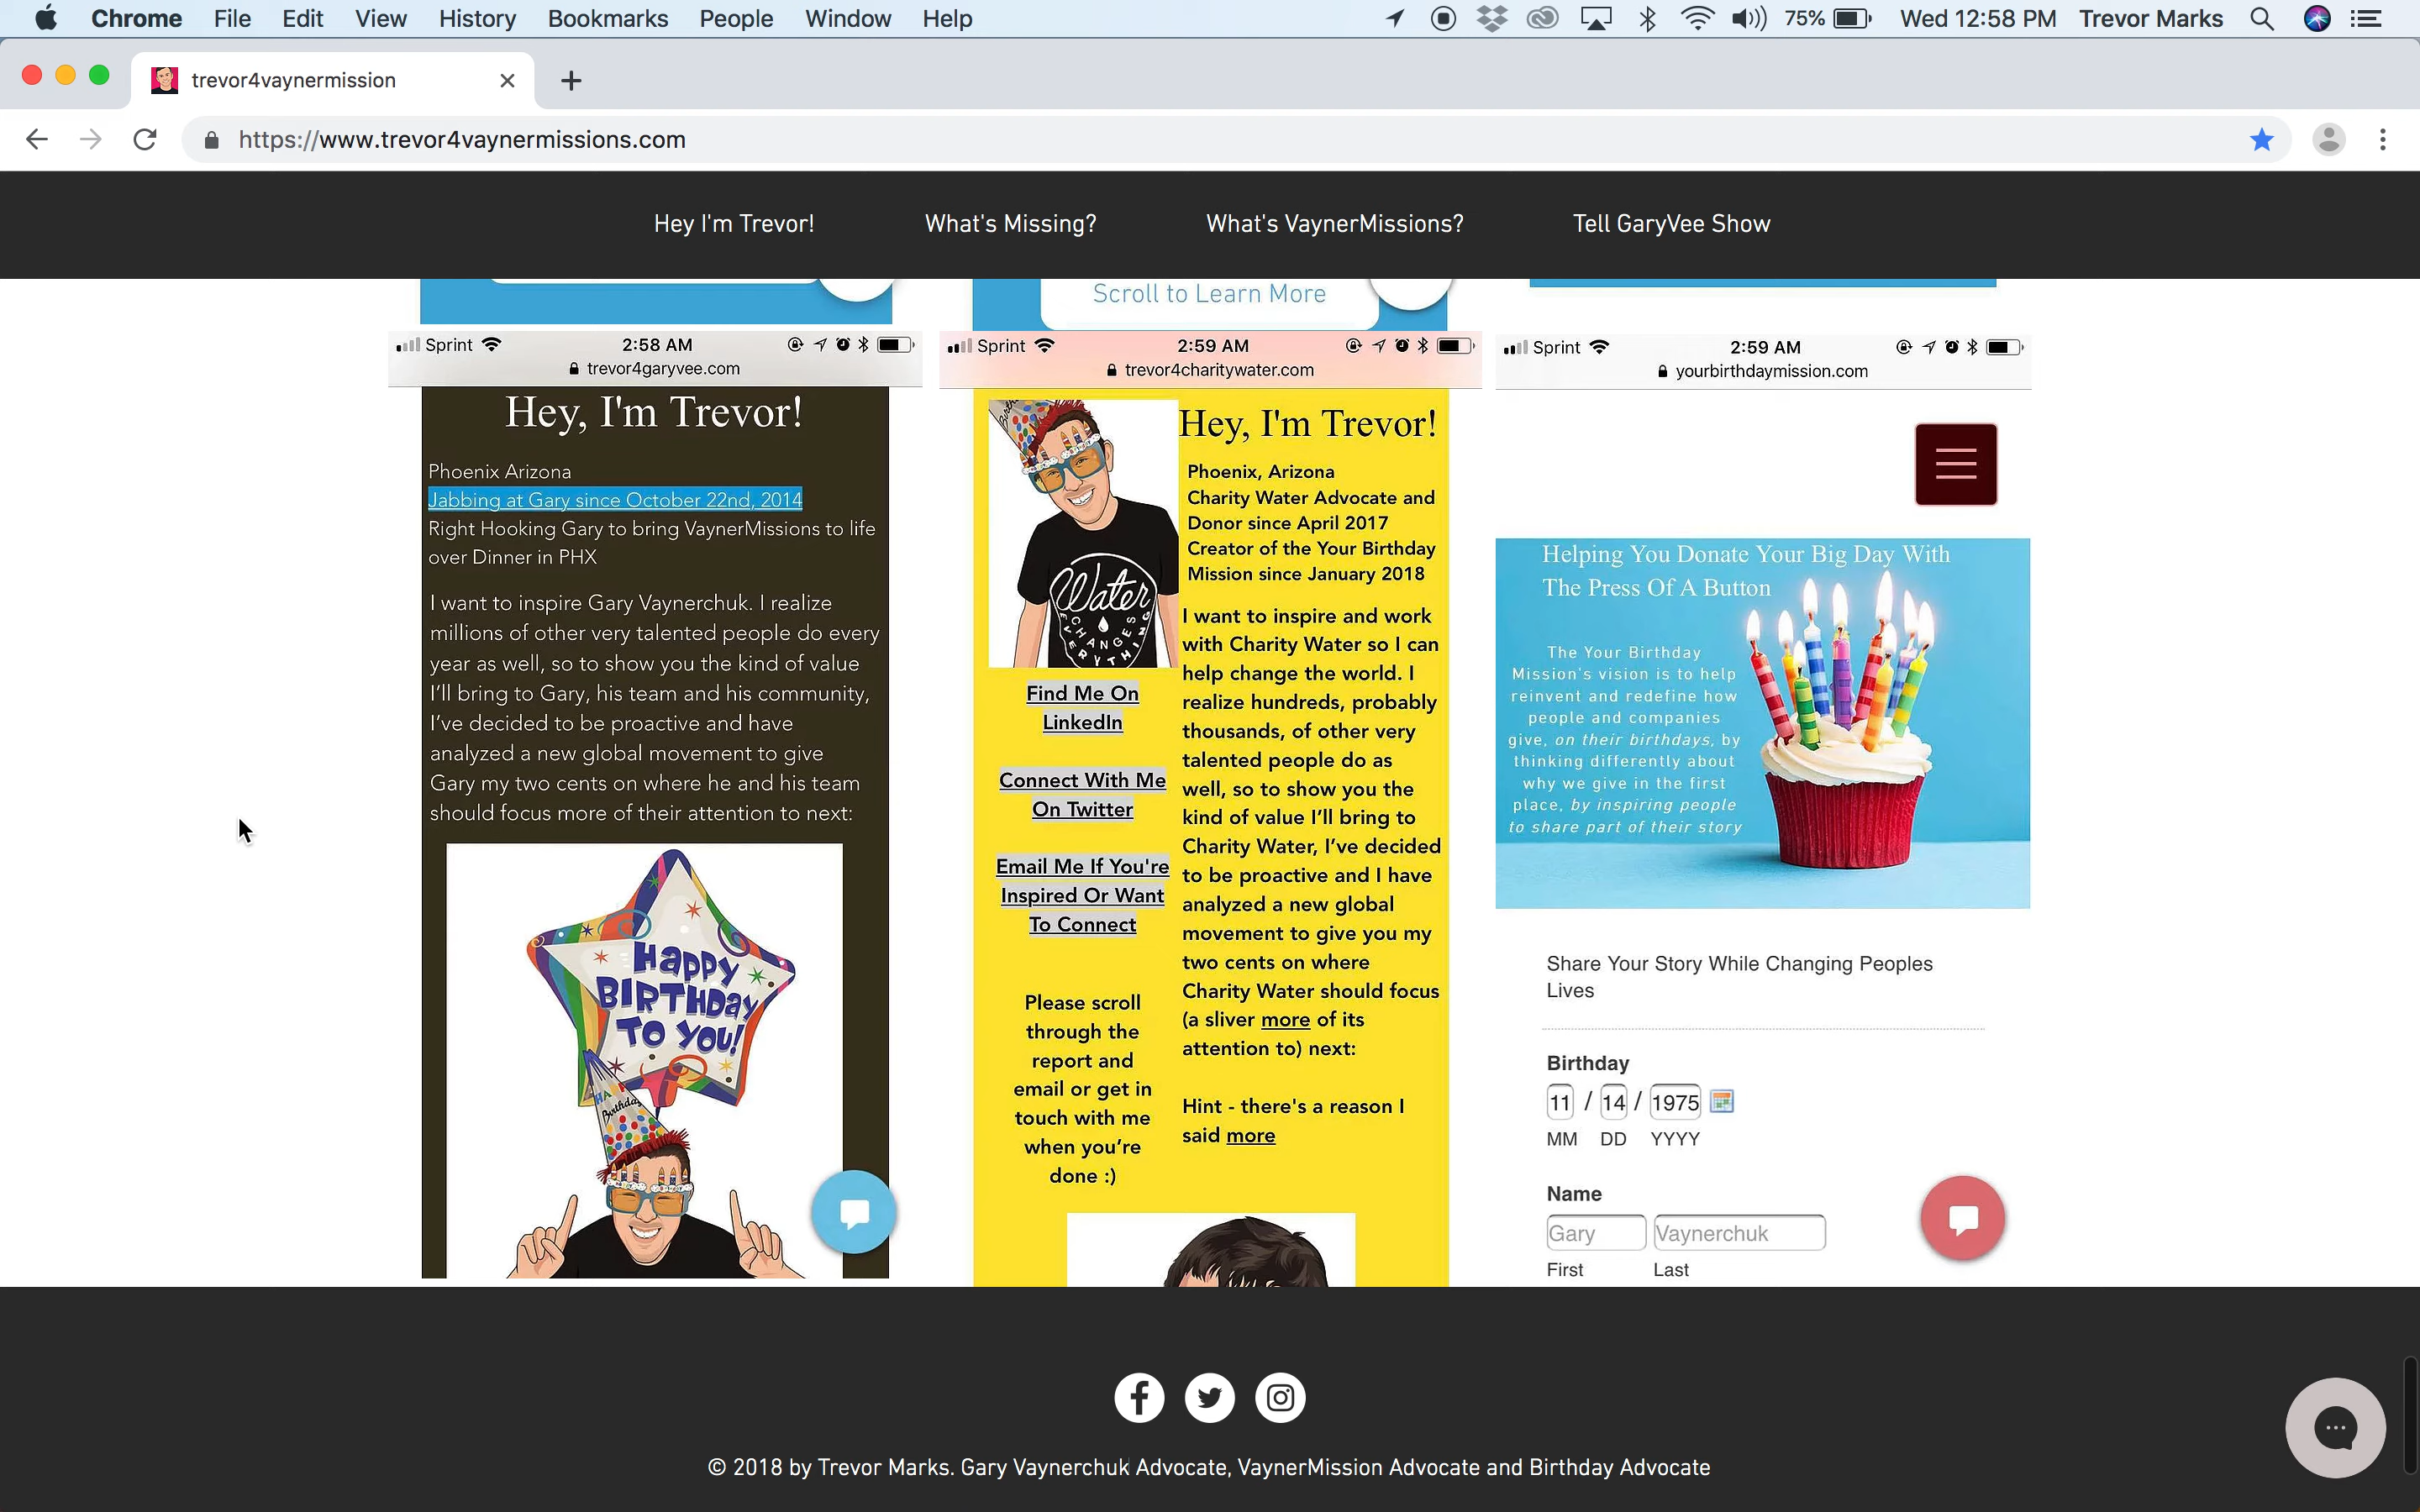 Chrome File Edit View History Bookmarks People Window Help 75% Wed 12:58 PM Trevor Marks
trevor4vaynermission
https://www.trevor4vaynermissions.com
Hey I'm Trevor! What's Missing? What's VaynerMissions? Tell GaryVee Show
Scroll to Learn More
Sprint 2:58 AM
trevor4garyvee.com
Hey, I'm Trevor!
Phoenix Arizona
Jabbing at Gary since October 22nd, 2014
Right Hooking Gary to bring VaynerMissions to life
over Dinner in PHX
I want to inspire Gary Vaynerchuk. I realize
millions of other very talented people do every
year as well, so to show you the kind of value
I'll bring to Gary, his team and his community,
I've decided to be proactive and have
analyzed a new global movement to give
Gary my two cents on where he and his team
should focus more of their attention to next:
HAPPY
BIRTHDAY
TO YOU!
Birthday
Sprint 2:59 AM
trevor4charitywater.com
Hey, I'm Trevor!
Phoenix, Arizona
Charity Water Advocate and
Donor since April 2017
Creator of the Your Birthday
Mission since January 2018
Water
CHANGES
EVERYTHING
Find Me On
LinkedIn
Connect With Me
On Twitter
Email Me If You're
Inspired Or Want
To Connect
Please scroll
through the
report and
email or get in
touch with me
when you're
done :)
I want to inspire and work
with Charity Water so I can
help change the world. I
realize hundreds, probably
thousands, of other very
talented people do as
well, so to show you the
kind of value I'll bring to
Charity Water, I've decided
to be proactive and I have
analyzed a new global
movement to give you my
two cents on where
Charity Water should focus
(a sliver more of its
attention to) next:
Hint - there's a reason I
said more
Sprint 2:59 AM
yourbirthdaymission.com
Helping You Donate Your Big Day With
The Press Of A Button
The Your Birthday
Mission's vision is to help
reinvent and redefine how
people and companies
give, on their birthdays, by
thinking differently about
why we give in the first
place, by inspiring people
to share part of their story
Share Your Story While Changing Peoples
Lives
Birthday
11 / 14 / 1975
MM DD YYYY
Name
Gary Vaynerchuk
First Last
© 2018 by Trevor Marks. Gary Vaynerchuk Advocate, VaynerMission Advocate and Birthday Advocate